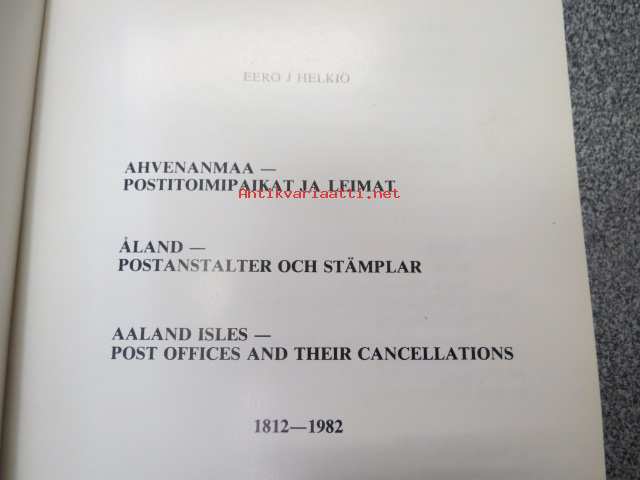 EERO J HELKIÖ
AHVENANMAA —
POSTITOIMIPAIKAT JA LEIMAT
Antikvariaatti.net
ÅLAND —
POSTANSTALTER OCH STÄMPLAR
AALAND ISLES —
POST OFFICES AND THEIR CANCELLATIONS
1812—1982